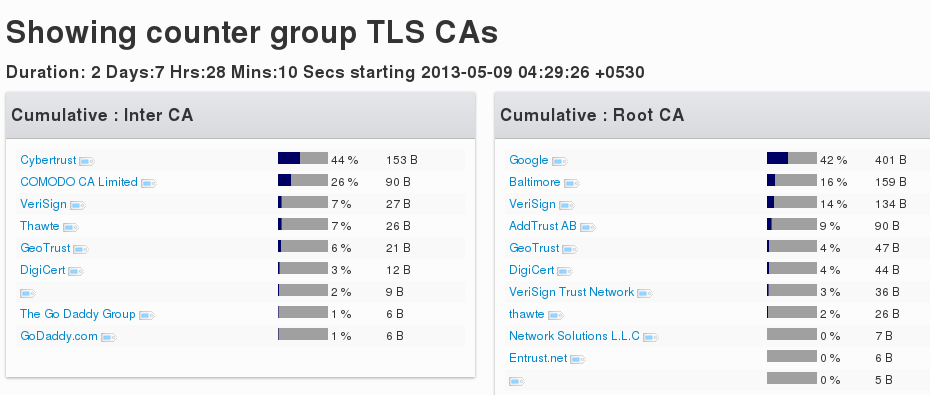 Showing counter group TLS CAs
Duration: 2 Days:7 Hrs:28 Mins:10 Secs starting 2013-05-09 04:29:26 +0530
Cumulative : Inter CA
Cybertrust 44 % 153 B
COMODO CA Limited 26 % 90 B
VeriSign 7 % 27 B
Thawte 7 % 26 B
GeoTrust 6 % 21 B
DigiCert 3 % 12 B
2 % 9 B
The Go Daddy Group 1 % 6 B
GoDaddy.com 1 % 6 B
Cumulative : Root CA
Google 42 % 401 B
Baltimore 16 % 159 B
VeriSign 14 % 134 B
AddTrust AB 9 % 90 B
GeoTrust 4 % 47 B
DigiCert 4 % 44 B
VeriSign Trust Network 3 % 36 B
thawte 2 % 26 B
Network Solutions L.L.C 0 % 7 B
Entrust.net 0 % 6 B
0 % 5 B